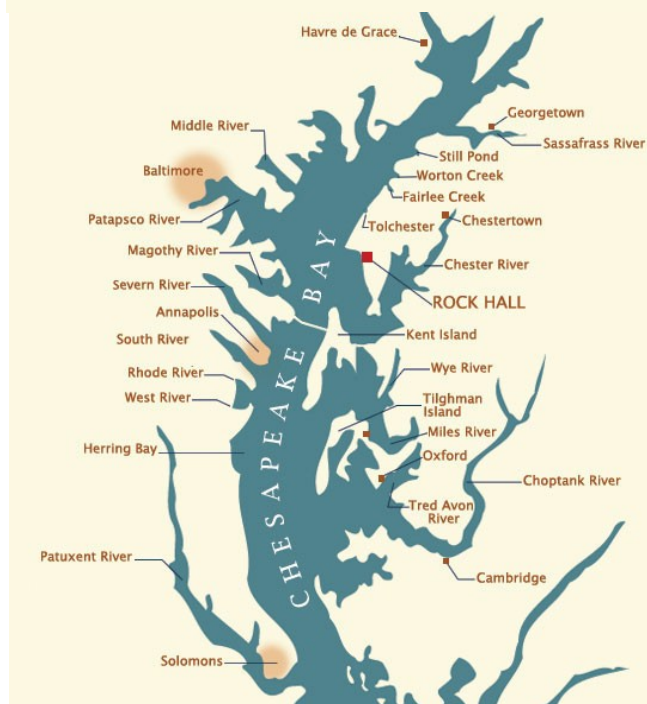 Havre de Grace
Georgetown
Middle River
Sassafrass River
Still Pond
Baltimore
Worton Creek
Fairlee Creek
Patapsco River
Tolchester
Chestertown
Magothy River
Chester River
Severn River
ROCK HALL
Annapolis
South River
Kent Island
Wye River
Rhode River
Tilghman
Island
West River
Miles River
Herring Bay
Oxford
Choptank River
Tred Avon
River
Patuxent River
Cambridge
Solomons
CHESAPEAKE BAY